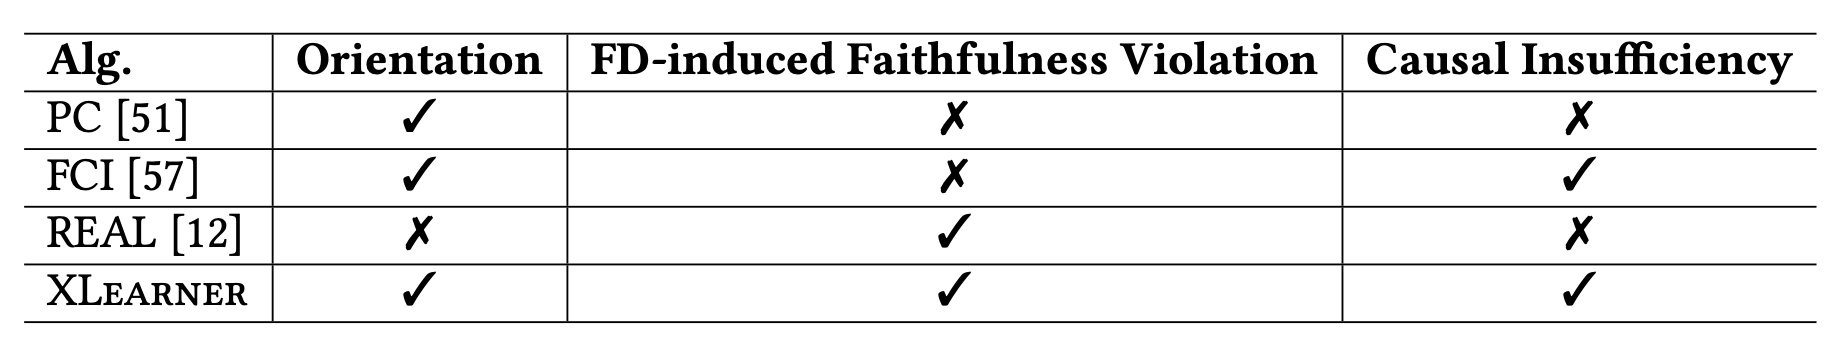 Alg. Orientation FD-induced Faithfulness Violation Causal Insufficiency
PC [51] ✓ ✗ ✗
FCI [57] ✓ ✗ ✓
REAL [12] ✗ ✓ ✗
XLEARNER ✓ ✓ ✓